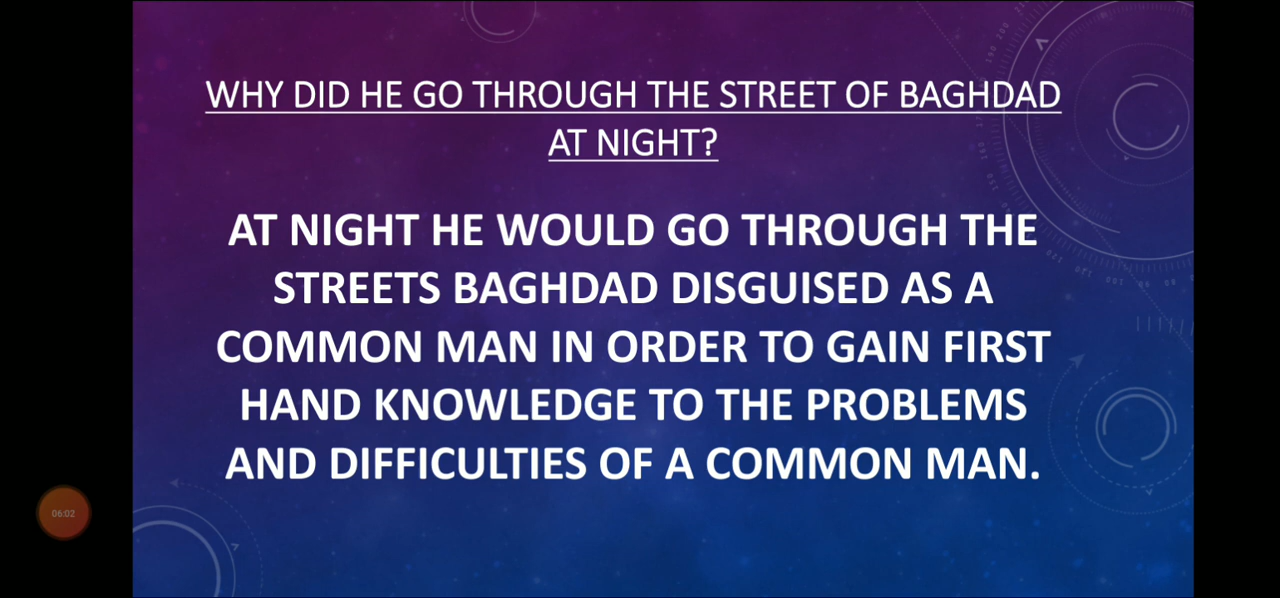 WHY DID HE GO THROUGH THE STREET OF BAGHDAD
AT NIGHT?
AT NIGHT HE WOULD GO THROUGH THE
STREETS BAGHDAD DISGUISED AS A
COMMON MAN IN ORDER TO GAIN FIRST
HAND KNOWLEDGE TO THE PROBLEMS
AND DIFFICULTIES OF A COMMON MAN.
06:02